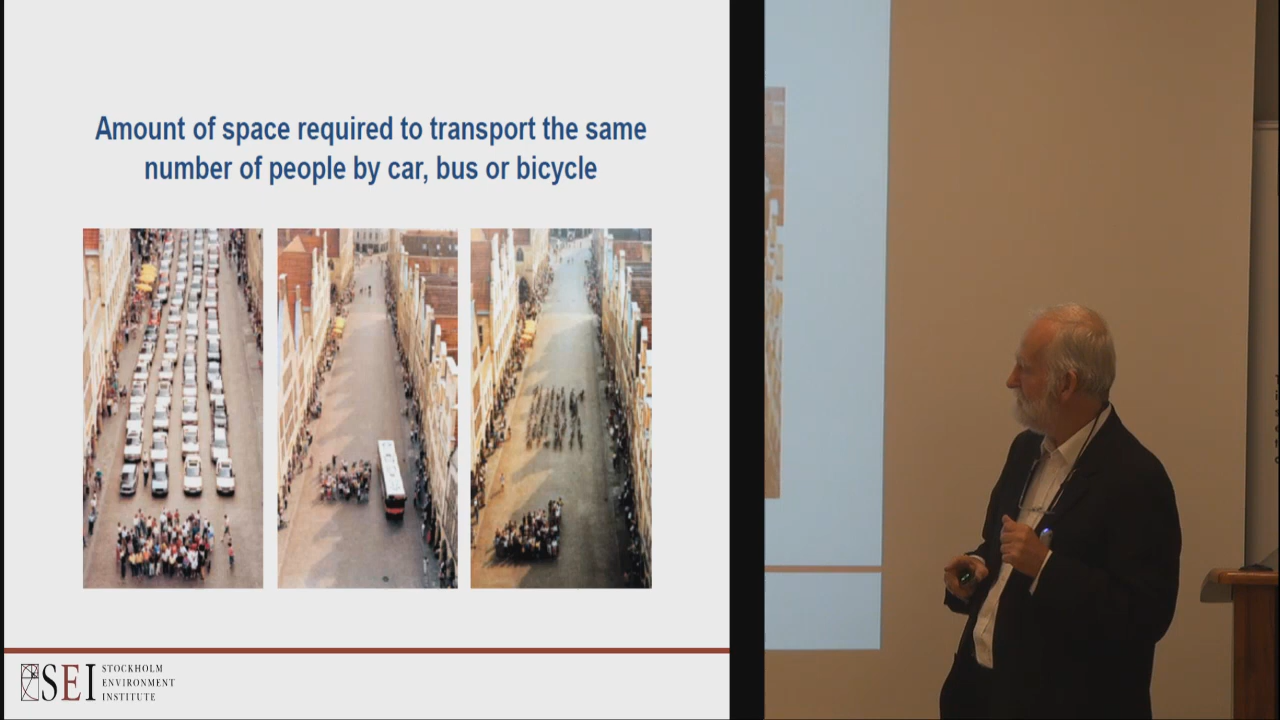 Amount of space required to transport the same
number of people by car, bus or bicycle
SEI
STOCKHOLM
ENVIRONMENT
INSTITUTE